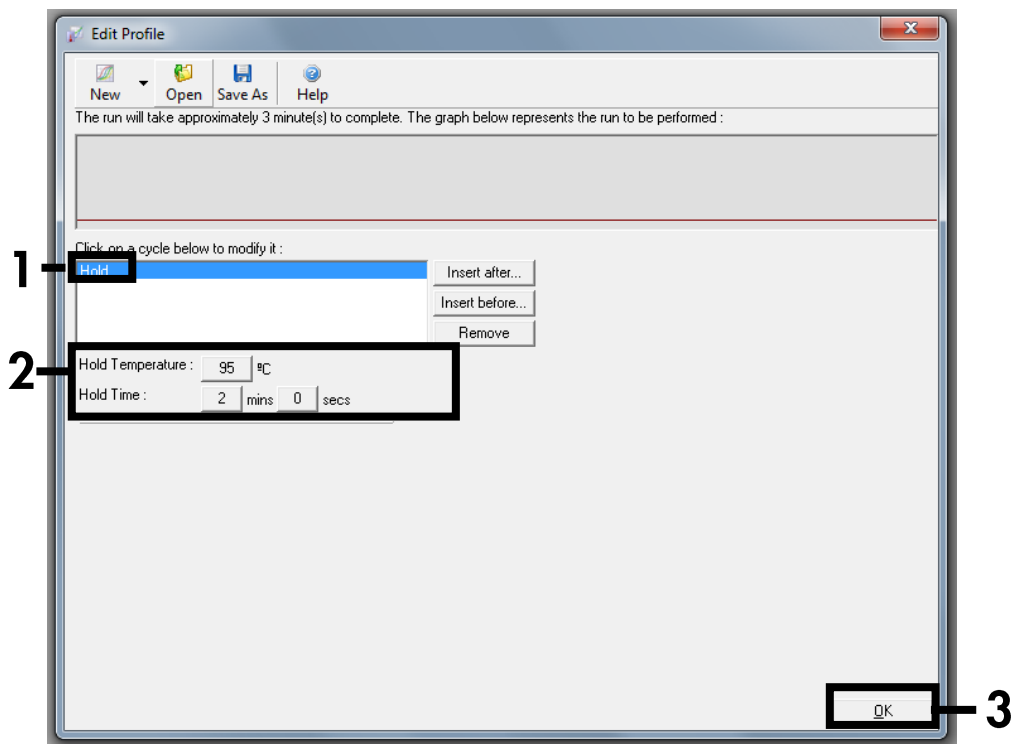 Edit Profile
New Open Save As Help
The run will take approximately 3 minute(s) to complete. The graph below represents the run to be performed :
Click on a cycle below to modify it :
1
Hold
Insert after...
Insert before...
Remove
2
Hold Temperature : 95 ºC
Hold Time : 2 mins 0 secs
OK
3